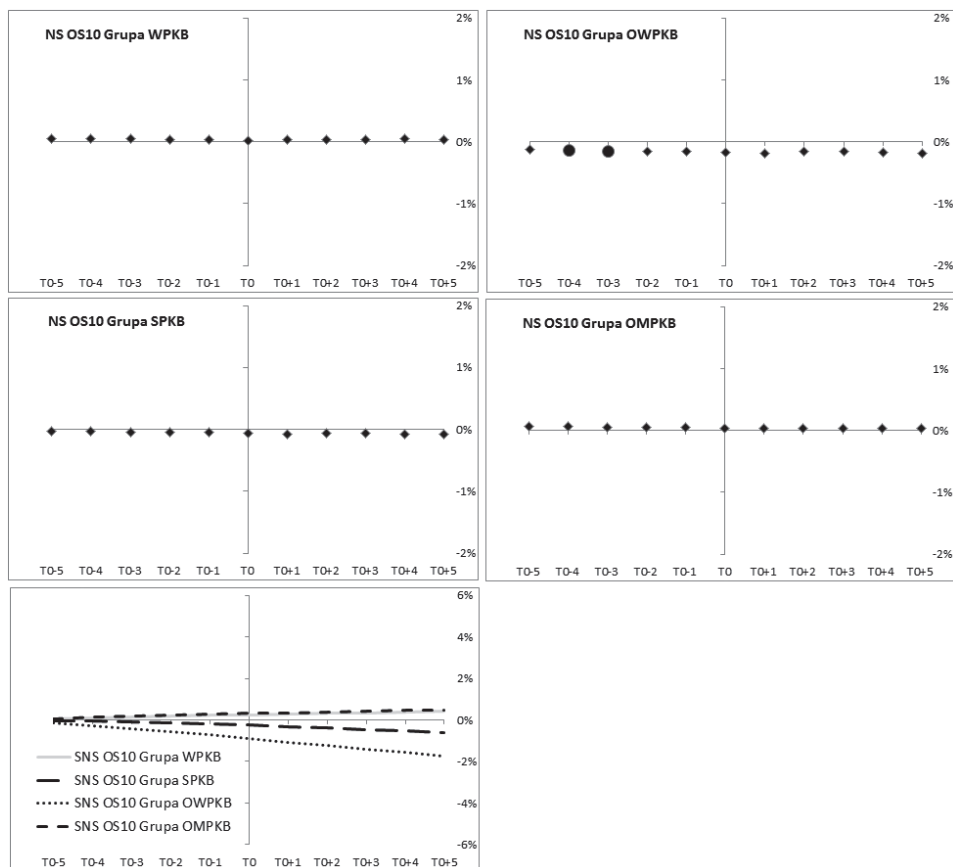 NS OS10 Grupa WPKB
2%
1%
0%
-1%
-2%
T0-5 T0-4 T0-3 T0-2 T0-1 T0 T0+1 T0+2 T0+3 T0+4 T0+5
NS OS10 Grupa OWPKB
2%
1%
0%
-1%
-2%
T0-5 T0-4 T0-3 T0-2 T0-1 T0 T0+1 T0+2 T0+3 T0+4 T0+5
NS OS10 Grupa SPKB
2%
1%
0%
-1%
-2%
T0-5 T0-4 T0-3 T0-2 T0-1 T0 T0+1 T0+2 T0+3 T0+4 T0+5
NS OS10 Grupa OMPKB
2%
1%
0%
-1%
-2%
T0-5 T0-4 T0-3 T0-2 T0-1 T0 T0+1 T0+2 T0+3 T0+4 T0+5
6%
4%
2%
0%
-2%
-4%
-6%
SNS OS10 Grupa WPKB
SNS OS10 Grupa SPKB
SNS OS10 Grupa OWPKB
SNS OS10 Grupa OMPKB
T0-5 T0-4 T0-3 T0-2 T0-1 T0 T0+1 T0+2 T0+3 T0+4 T0+5